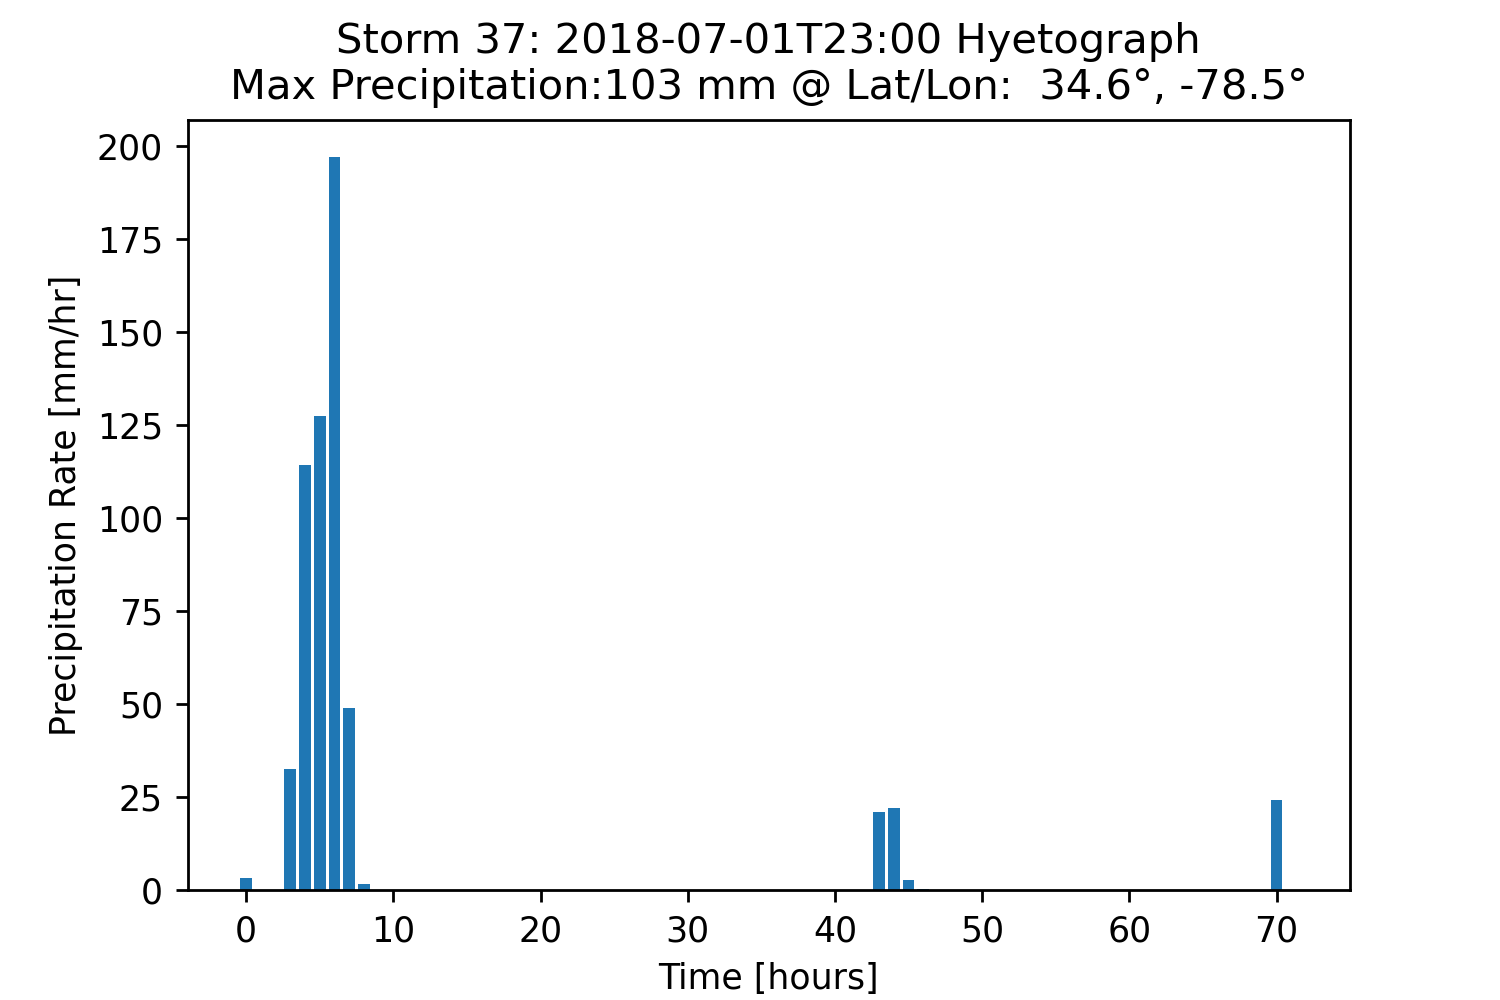 Storm 37: 2018-07-01T23:00 Hyetograph
Max Precipitation:103 mm @ Lat/Lon:  34.6°, -78.5°
200
175
150
125
100
75
50
25
0
Precipitation Rate [mm/hr]
0 10 20 30 40 50 60 70
Time [hours]